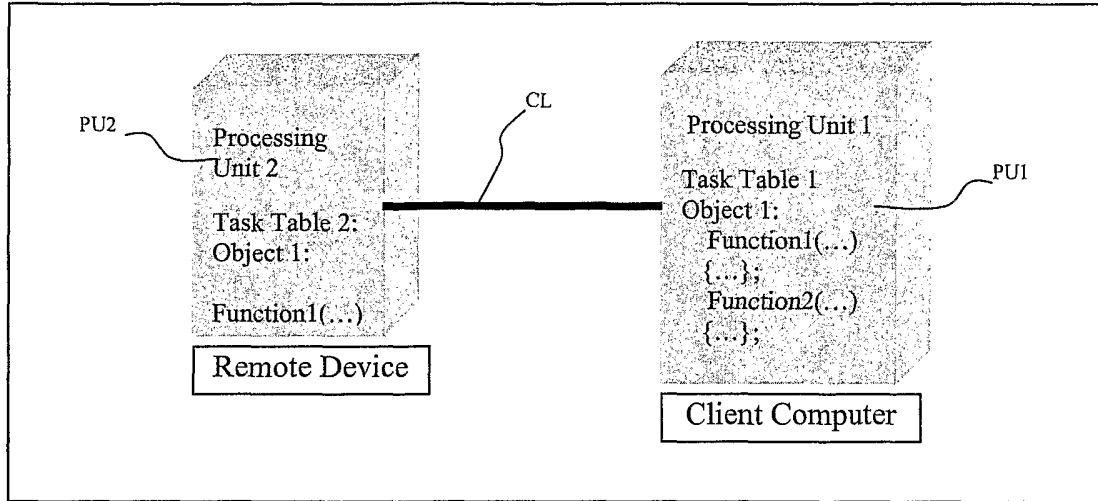 PU2
Processing
Unit 2
Task Table 2:
Object 1:
Function1(...)
Remote Device
CL
Processing Unit 1
Task Table 1
Object 1:
Function1(...)
{...};
Function2(...)
{...};
Client Computer
PU1